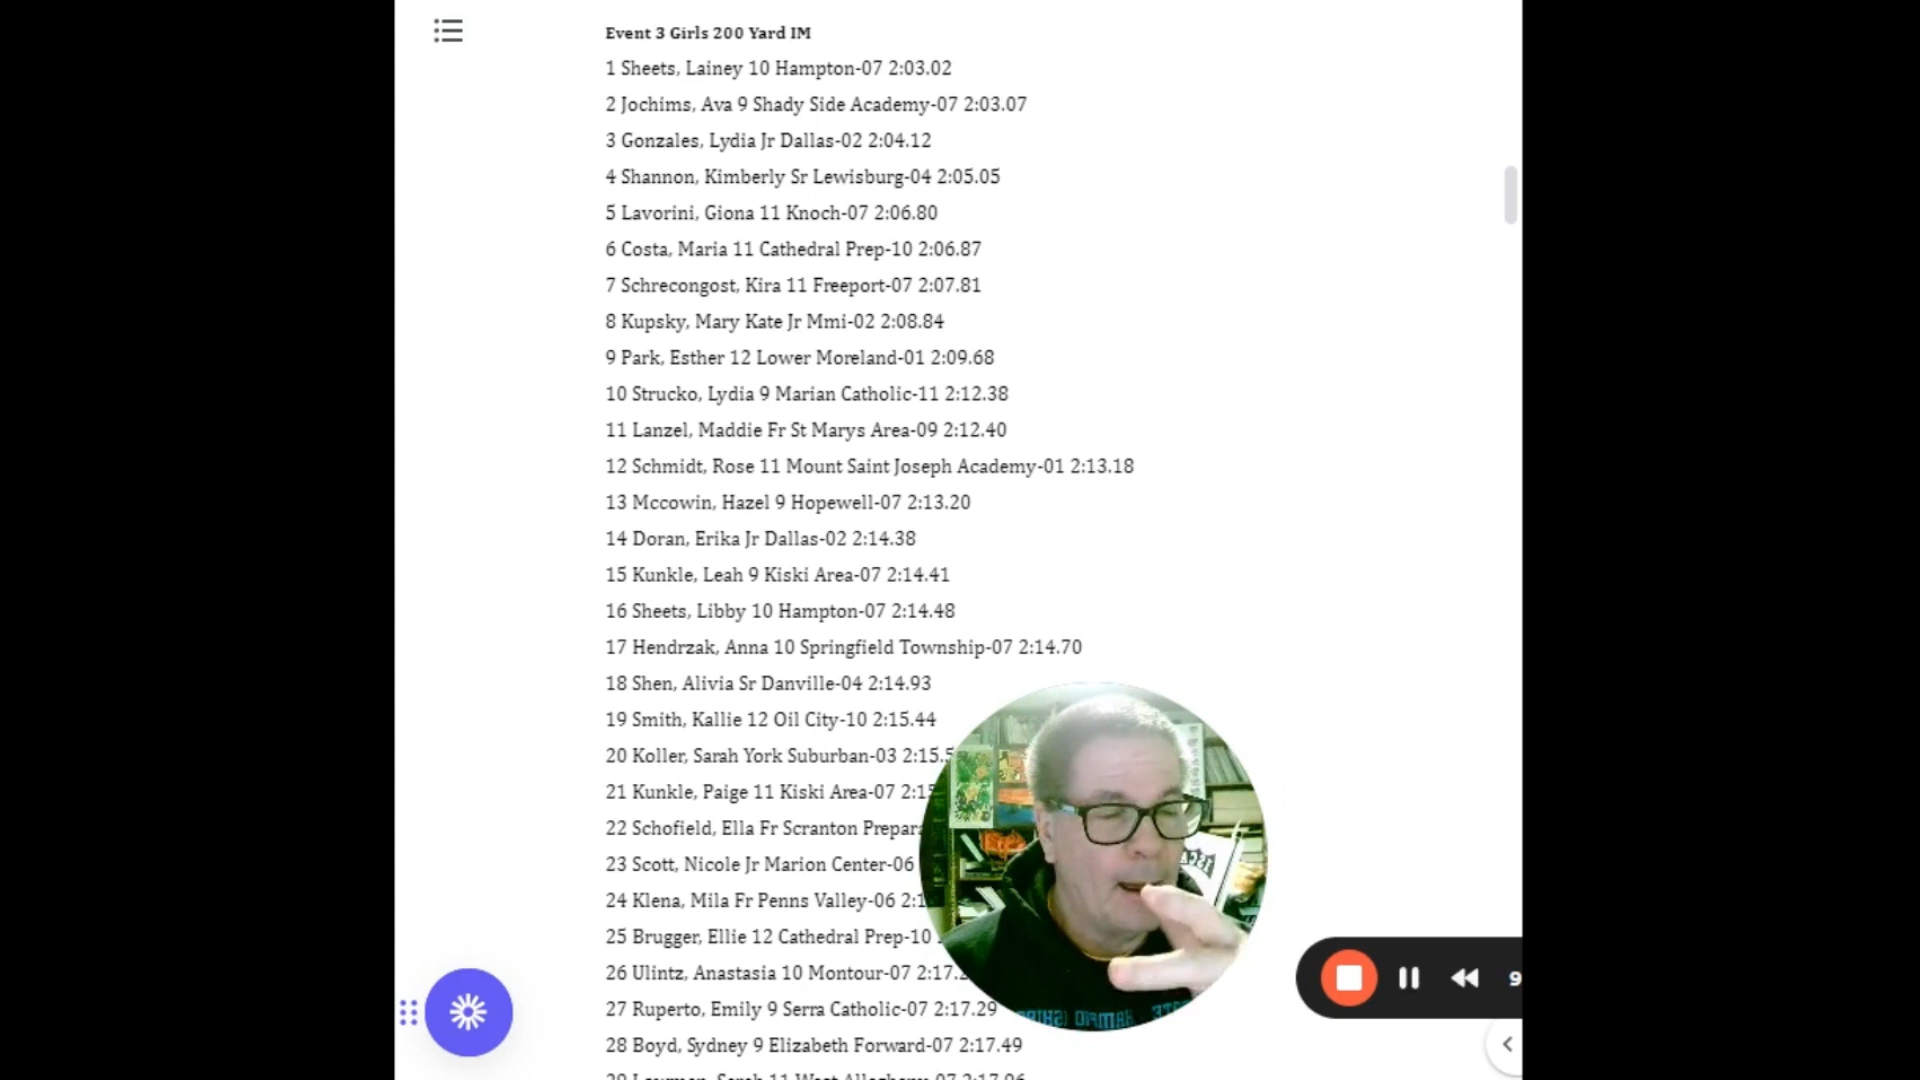 Event 3 Girls 200 Yard IM
1 Sheets, Lainey 10 Hampton-07 2:03.02
2 Jochims, Ava 9 Shady Side Academy-07 2:03.07
3 Gonzales, Lydia Jr Dallas-02 2:04.12
4 Shannon, Kimberly Sr Lewisburg-04 2:05.05
5 Lavorini, Giona 11 Knoch-07 2:06.80
6 Costa, Maria 11 Cathedral Prep-10 2:06.87
7 Schrecongost, Kira 11 Freeport-07 2:07.81
8 Kupsky, Mary Kate Jr Mmi-02 2:08.84
9 Park, Esther 12 Lower Moreland-01 2:09.68
10 Strucko, Lydia 9 Marian Catholic-11 2:12.38
11 Lanzel, Maddie Fr St Marys Area-09 2:12.40
12 Schmidt, Rose 11 Mount Saint Joseph Academy-01 2:13.18
13 Mccowin, Hazel 9 Hopewell-07 2:13.20
14 Doran, Erika Jr Dallas-02 2:14.38
15 Kunkle, Leah 9 Kiski Area-07 2:14.41
16 Sheets, Libby 10 Hampton-07 2:14.48
17 Hendrzak, Anna 10 Springfield Township-07 2:14.70
18 Shen, Alivia Sr Danville-04 2:14.93
19 Smith, Kallie 12 Oil City-10 2:15.44
20 Koller, Sarah York Suburban-03
21 Kunkle, Paige 11 Kiski Area-07
22 Schofield, Ella Fr Scranton
23 Scott, Nicole Jr Marion Center-06
24 Klena, Mila Fr Penns Valley-06
25 Brugger, Ellie 12 Cathedral Prep-10
26 Ulintz, Anastasia 10 Montour-07
27 Ruperto, Emily 9 Serra Catholic-07 2:17.29
28 Boyd, Sydney 9 Elizabeth Forward-07 2:17.49
9